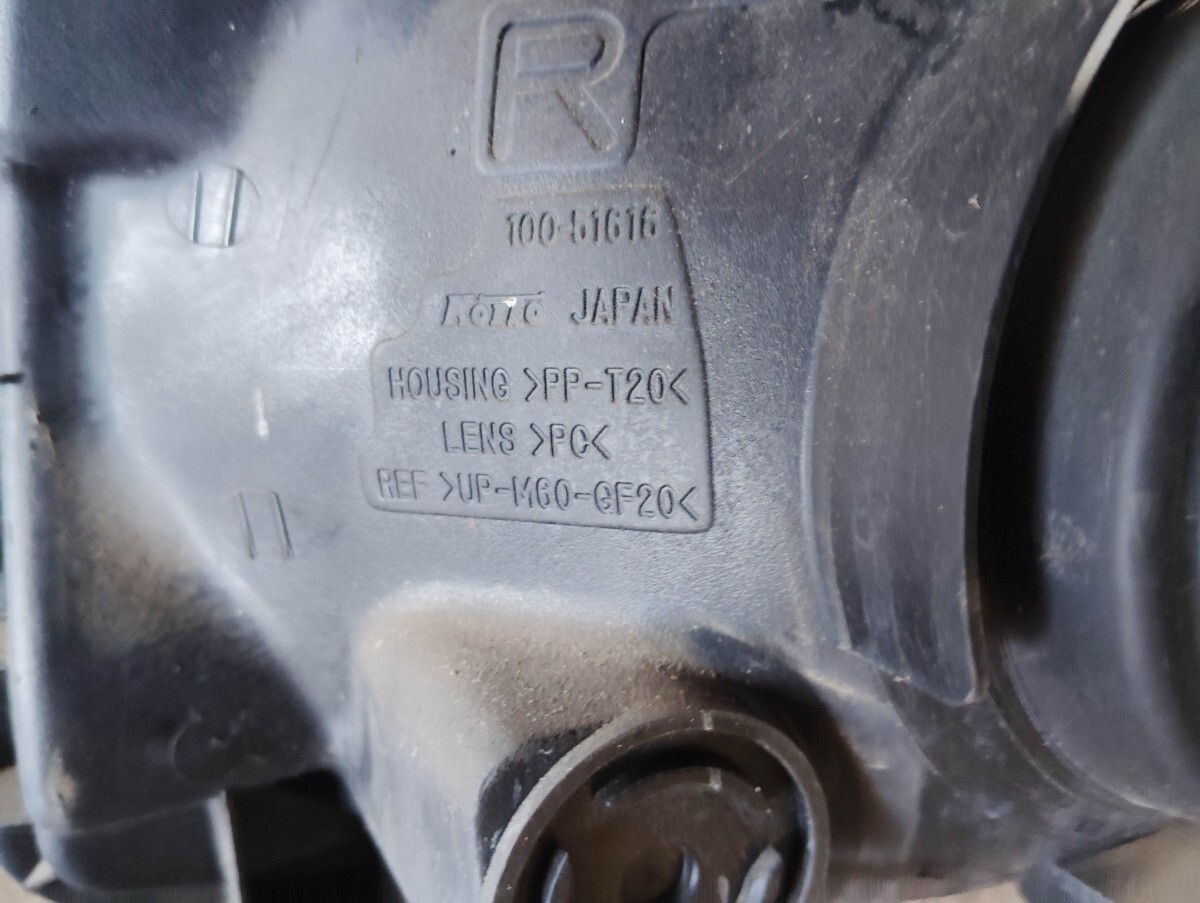 R
100-51616
KOITO JAPAN
HOUSING >PP-T20<
LENS >PC<
REF >UP-M60-GF20<